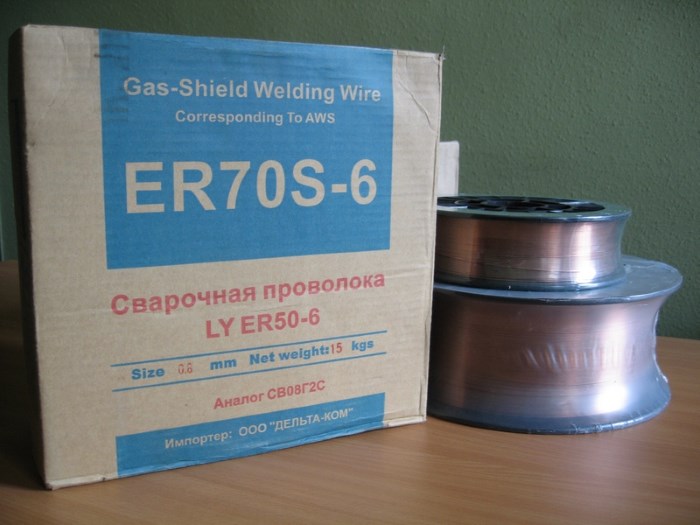 Gas-Shield Welding Wire
Corresponding To AWS
ER70S-6
Сварочная проволока
LY ER50-6
Size 0.8 mm Net weight:15 kgs
Аналог СВ08Г2С
Импортер: ООО "ДЕЛЬТА-КОМ"